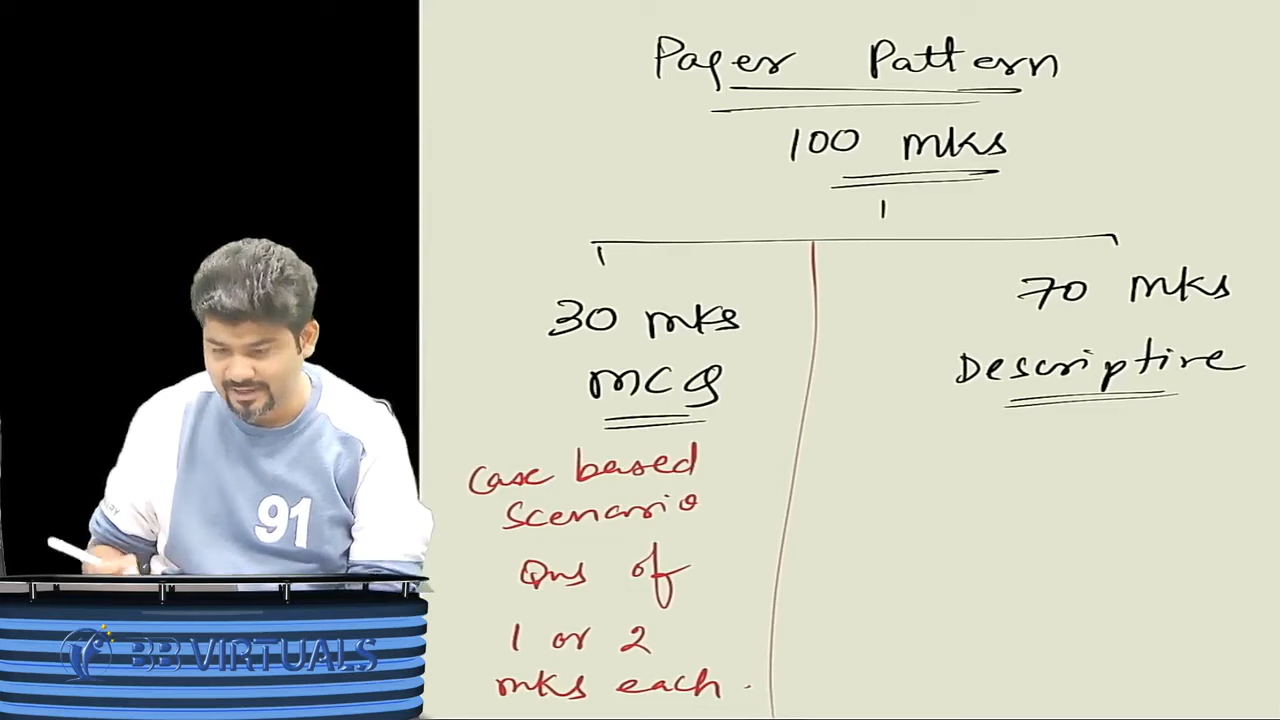 Paper Pattern
100 mks
30 mks
MCQ
Case based
Scenario
Qns of
1 or 2
mks each.
70 mks
Descriptive
91
BB VIRTUALS